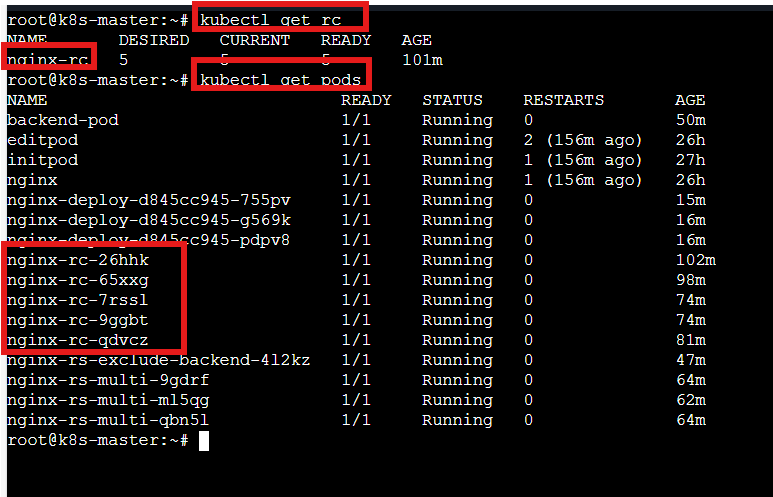 root@k8s-master:~# kubectl get rc
NAME DESIRED CURRENT READY AGE
nginx-rc 5 5 5 101m
root@k8s-master:~# kubectl get pods
NAME READY STATUS RESTARTS AGE
backend-pod 1/1 Running 0 50m
editpod 1/1 Running 2 (156m ago) 26h
initpod 1/1 Running 1 (156m ago) 27h
nginx 1/1 Running 1 (156m ago) 26h
nginx-deploy-d845cc945-755pv 1/1 Running 0 15m
nginx-deploy-d845cc945-g569k 1/1 Running 0 16m
nginx-deploy-d845cc945-pdpv8 1/1 Running 0 16m
nginx-rc-26hhk 1/1 Running 0 102m
nginx-rc-65xxg 1/1 Running 0 98m
nginx-rc-7rssl 1/1 Running 0 74m
nginx-rc-9ggbt 1/1 Running 0 74m
nginx-rc-qdvcz 1/1 Running 0 81m
nginx-rs-exclude-backend-4l2kz 1/1 Running 0 47m
nginx-rs-multi-9gdrf 1/1 Running 0 64m
nginx-rs-multi-ml5qg 1/1 Running 0 62m
nginx-rs-multi-qbn5l 1/1 Running 0 64m
root@k8s-master:~#